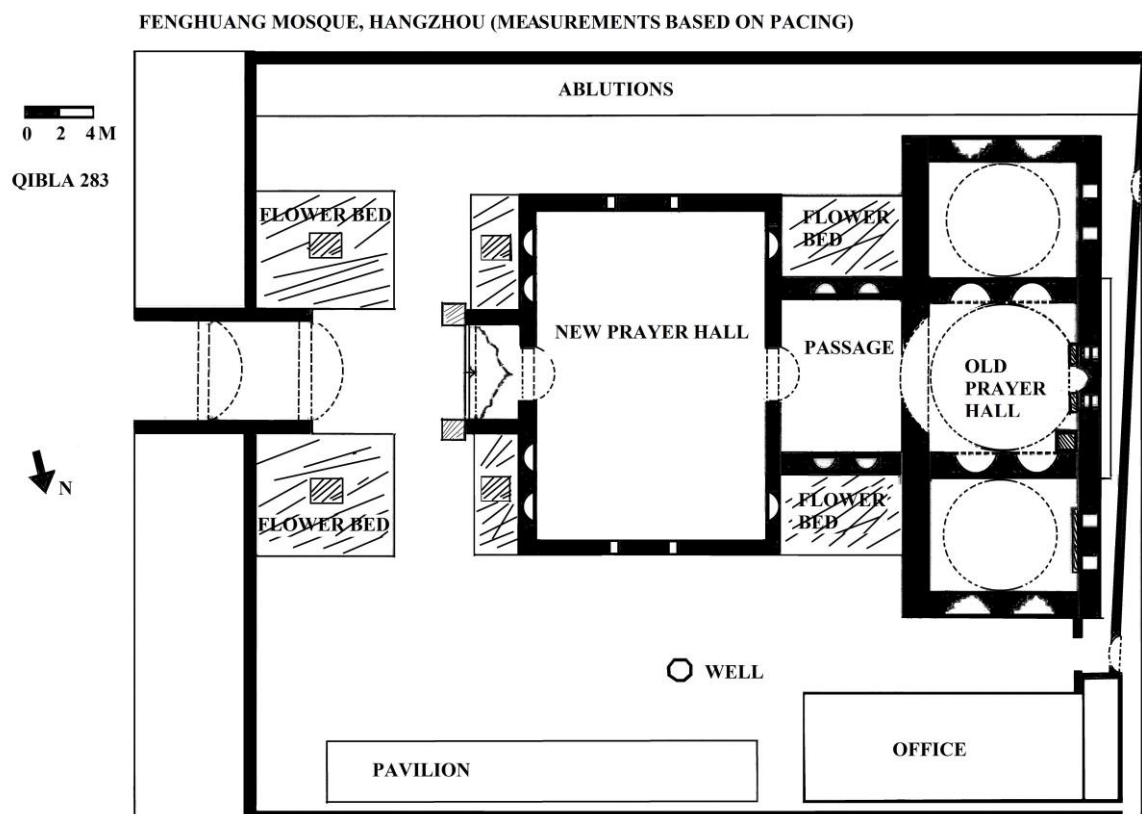 FENGHUANG MOSQUE, HANGZHOU (MEASUREMENTS BASED ON PACING)
ABLUTIONS
0 2 4 M
QIBLA 283
FLOWER BED
FLOWER
BED
NEW PRAYER HALL
PASSAGE
OLD
PRAYER
HALL
N
FLOWER BED
FLOWER
BED
WELL
OFFICE
PAVILION